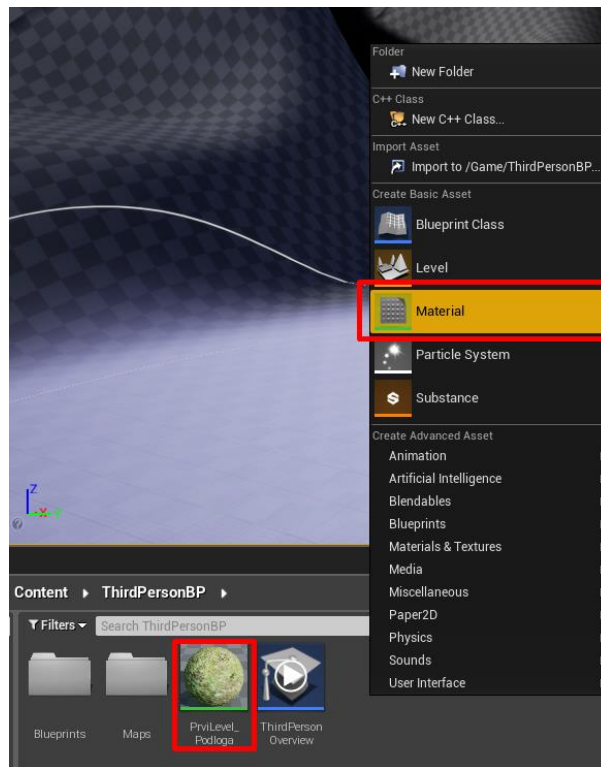 Folder
New Folder
C++ Class
New C++ Class...
Import Asset
Import to /Game/ThirdPersonBP...
Create Basic Asset
Blueprint Class
Level
Material
Particle System
Substance
Create Advanced Asset
Animation
Artificial Intelligence
Blendables
Blueprints
Materials & Textures
Media
Miscellaneous
Paper2D
Physics
Sounds
User Interface
Z
X Y
?
Content ThirdPersonBP
Filters Search ThirdPersonBP
Blueprints
Maps
PrviLevel_
Podloga
ThirdPerson
Overview